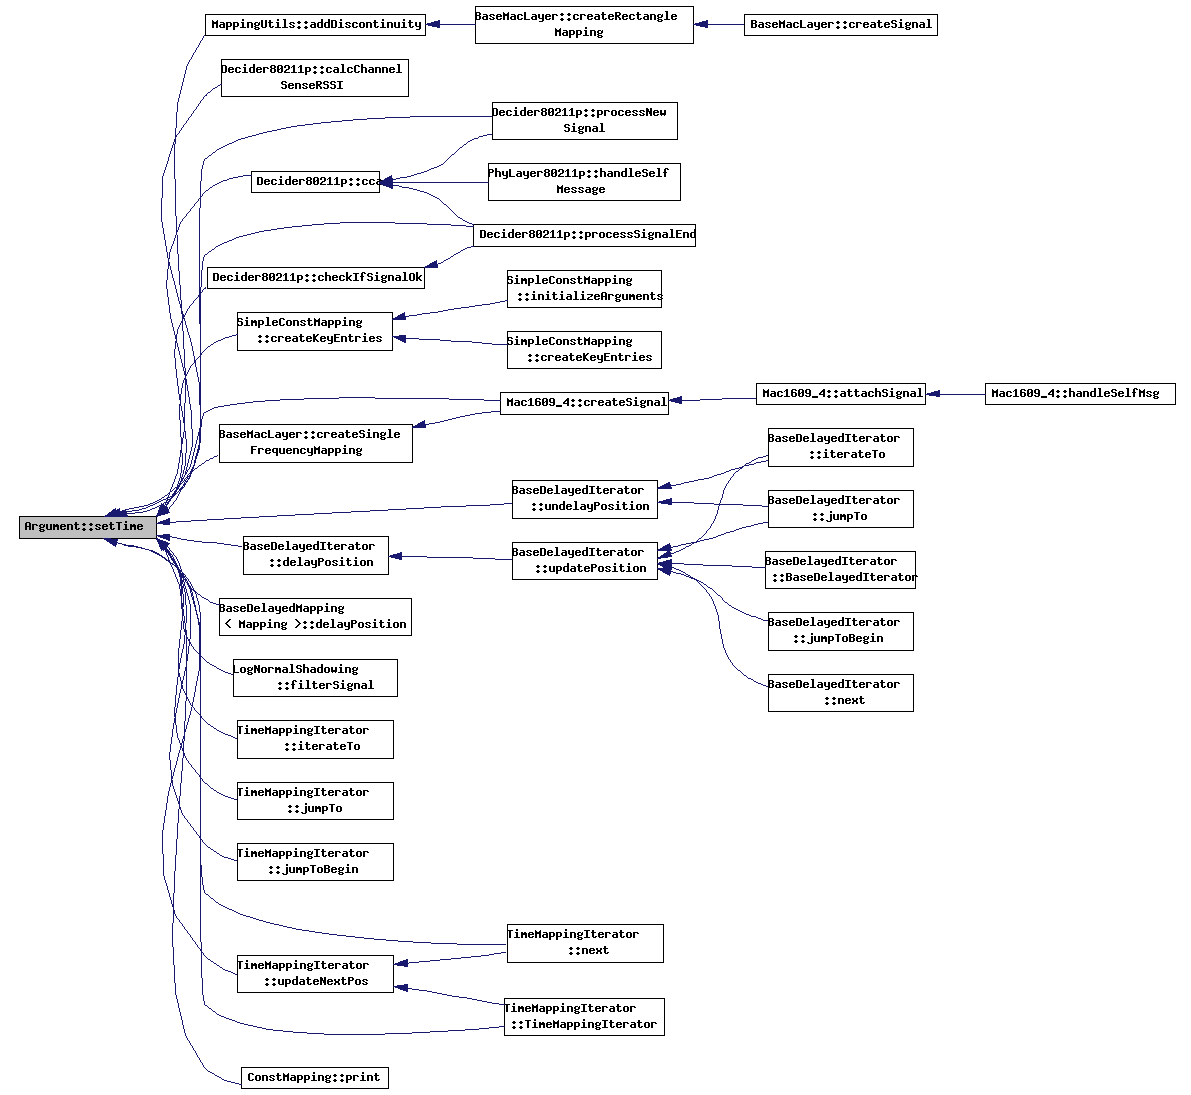 MappingUtils::addDiscontinuity
BaseMacLayer::createRectangle
Mapping
BaseMacLayer::createSignal
Decider80211p::calcChannel
SenseRSSI
Decider80211p::processNew
Signal
Decider80211p::cca
PhyLayer80211p::handleSelf
Message
Decider80211p::processSignalEnd
Decider80211p::checkIfSignalOk
SimpleConstMapping
::initializeArguments
SimpleConstMapping
::createKeyEntries
SimpleConstMapping
::createKeyEntries
Mac1609_4::createSignal
Mac1609_4::attachSignal
Mac1609_4::handleSelfMsg
BaseMacLayer::createSingle
FrequencyMapping
BaseDelayedIterator
::iterateTo
BaseDelayedIterator
::undelayPosition
BaseDelayedIterator
::jumpTo
Argument::setTime
BaseDelayedIterator
::delayPosition
BaseDelayedIterator
::updatePosition
BaseDelayedIterator
::BaseDelayedIterator
BaseDelayedMapping
< Mapping >::delayPosition
BaseDelayedIterator
::jumpToBegin
LogNormalShadowing
::filterSignal
BaseDelayedIterator
::next
TimeMappingIterator
::iterateTo
TimeMappingIterator
::jumpTo
TimeMappingIterator
::jumpToBegin
TimeMappingIterator
::next
TimeMappingIterator
::updateNextPos
TimeMappingIterator
::TimeMappingIterator
ConstMapping::print